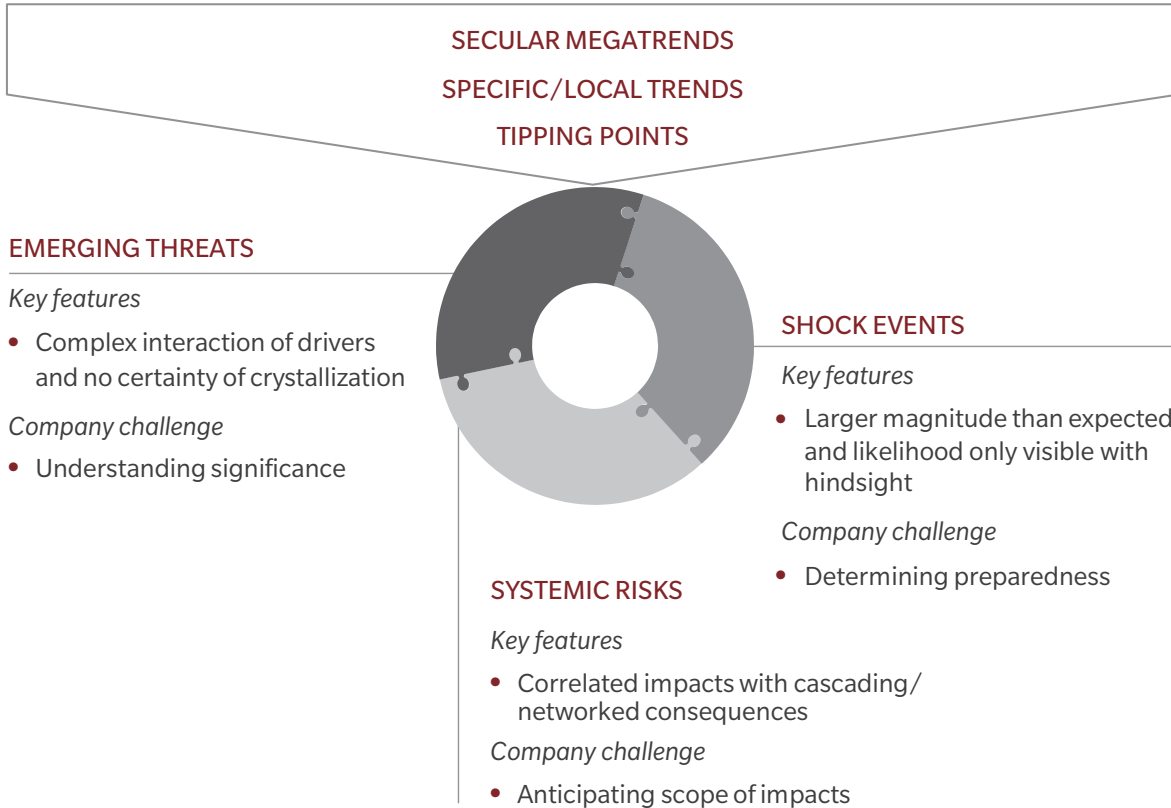 SECULAR MEGATRENDS
SPECIFIC/LOCAL TRENDS
TIPPING POINTS
EMERGING THREATS
Key features
• Complex interaction of drivers
and no certainty of crystallization
Company challenge
• Understanding significance
SHOCK EVENTS
Key features
• Larger magnitude than expected
and likelihood only visible with
hindsight
Company challenge
• Determining preparedness
SYSTEMIC RISKS
Key features
• Correlated impacts with cascading/
networked consequences
Company challenge
• Anticipating scope of impacts